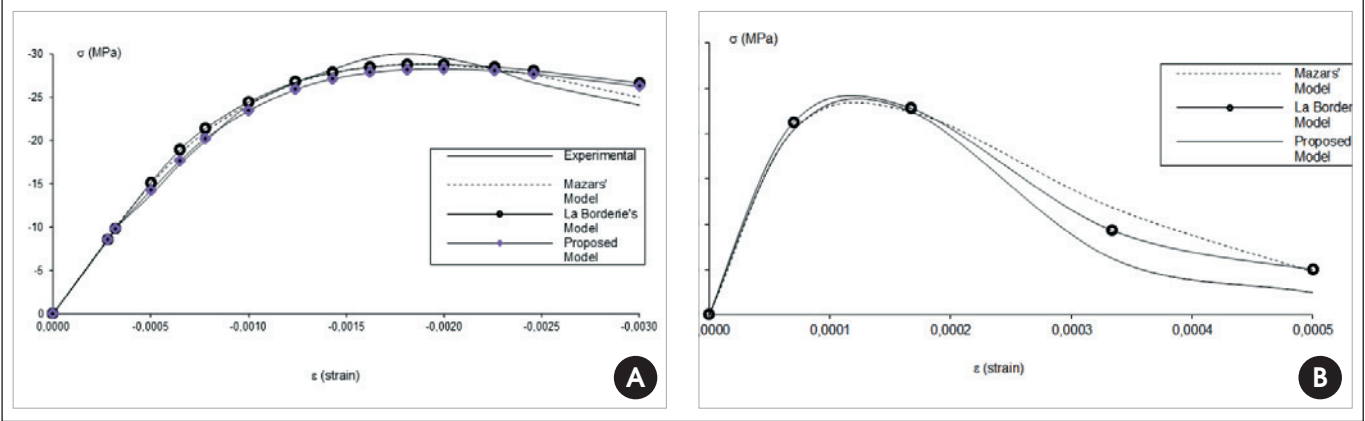 σ (MPa)
-30
-25
-20
-15
-10
-5
0
0.0000 -0.0005 -0.0010 -0.0015 -0.0020 -0.0025 -0.0030
ε (strain)
Experimental
Mazars'
Model
La Borderie's
Model
Proposed
Model
A
σ (MPa)
Mazars'
Model
La Border
Model
Proposed
Model
.0000 0,0001 0,0002 0,0003 0,0004 0,0005
ε (strain)
B